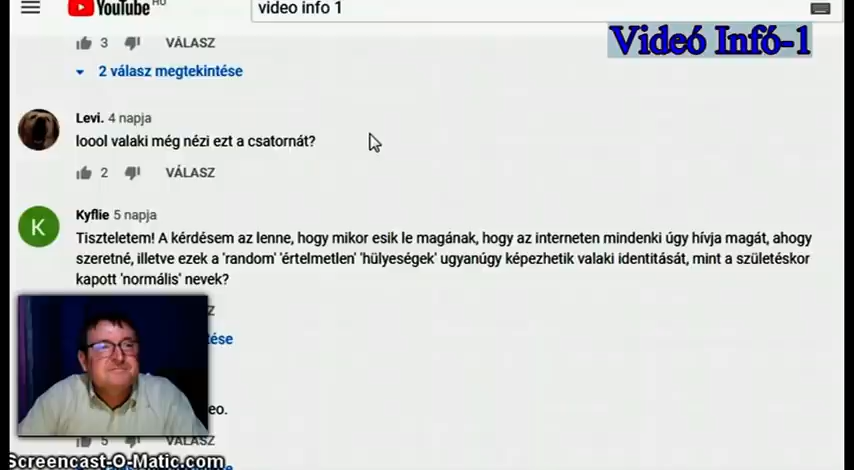 YouTube HU
video info 1
Videó Infó-1
3 VÁLASZ
2 válasz megtekintése
Levi. 4 napja
loool valaki még nézi ezt a csatornát?
2 VÁLASZ
K
Kyflie 5 napja
Tiszteletem! A kérdésem az lenne, hogy mikor esik le magának, hogy az interneten mindenki úgy hívja magát, ahogy
szeretné, illetve ezek a 'random' 'értelmetlen' 'hülyeségek' ugyanúgy képezhetik valaki identitását, mint a születéskor
kapott 'normális' nevek?
5 VÁLASZ
Screencast-O-Matic.com